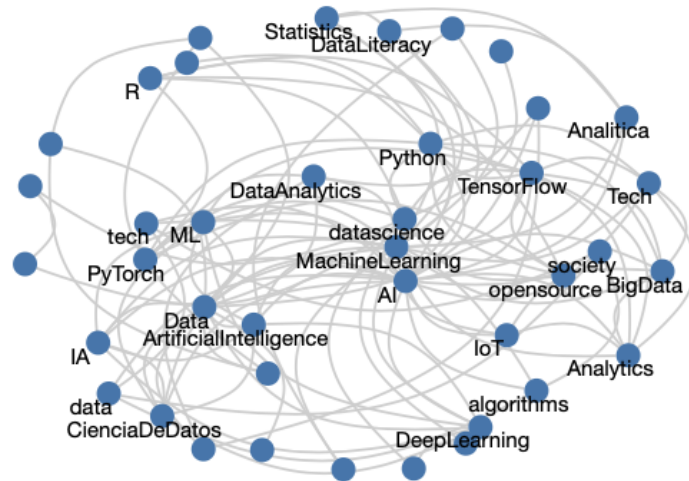 Statistics
DataLiteracy
R
Analitica
Python
DataAnalytics
TensorFlow
Tech
tech
ML
datascience
PyTorch
MachineLearning
society
AI
opensource
BigData
Data
ArtificialIntelligence
IA
IoT
Analytics
data
algorithms
CienciaDeDatos
DeepLearning